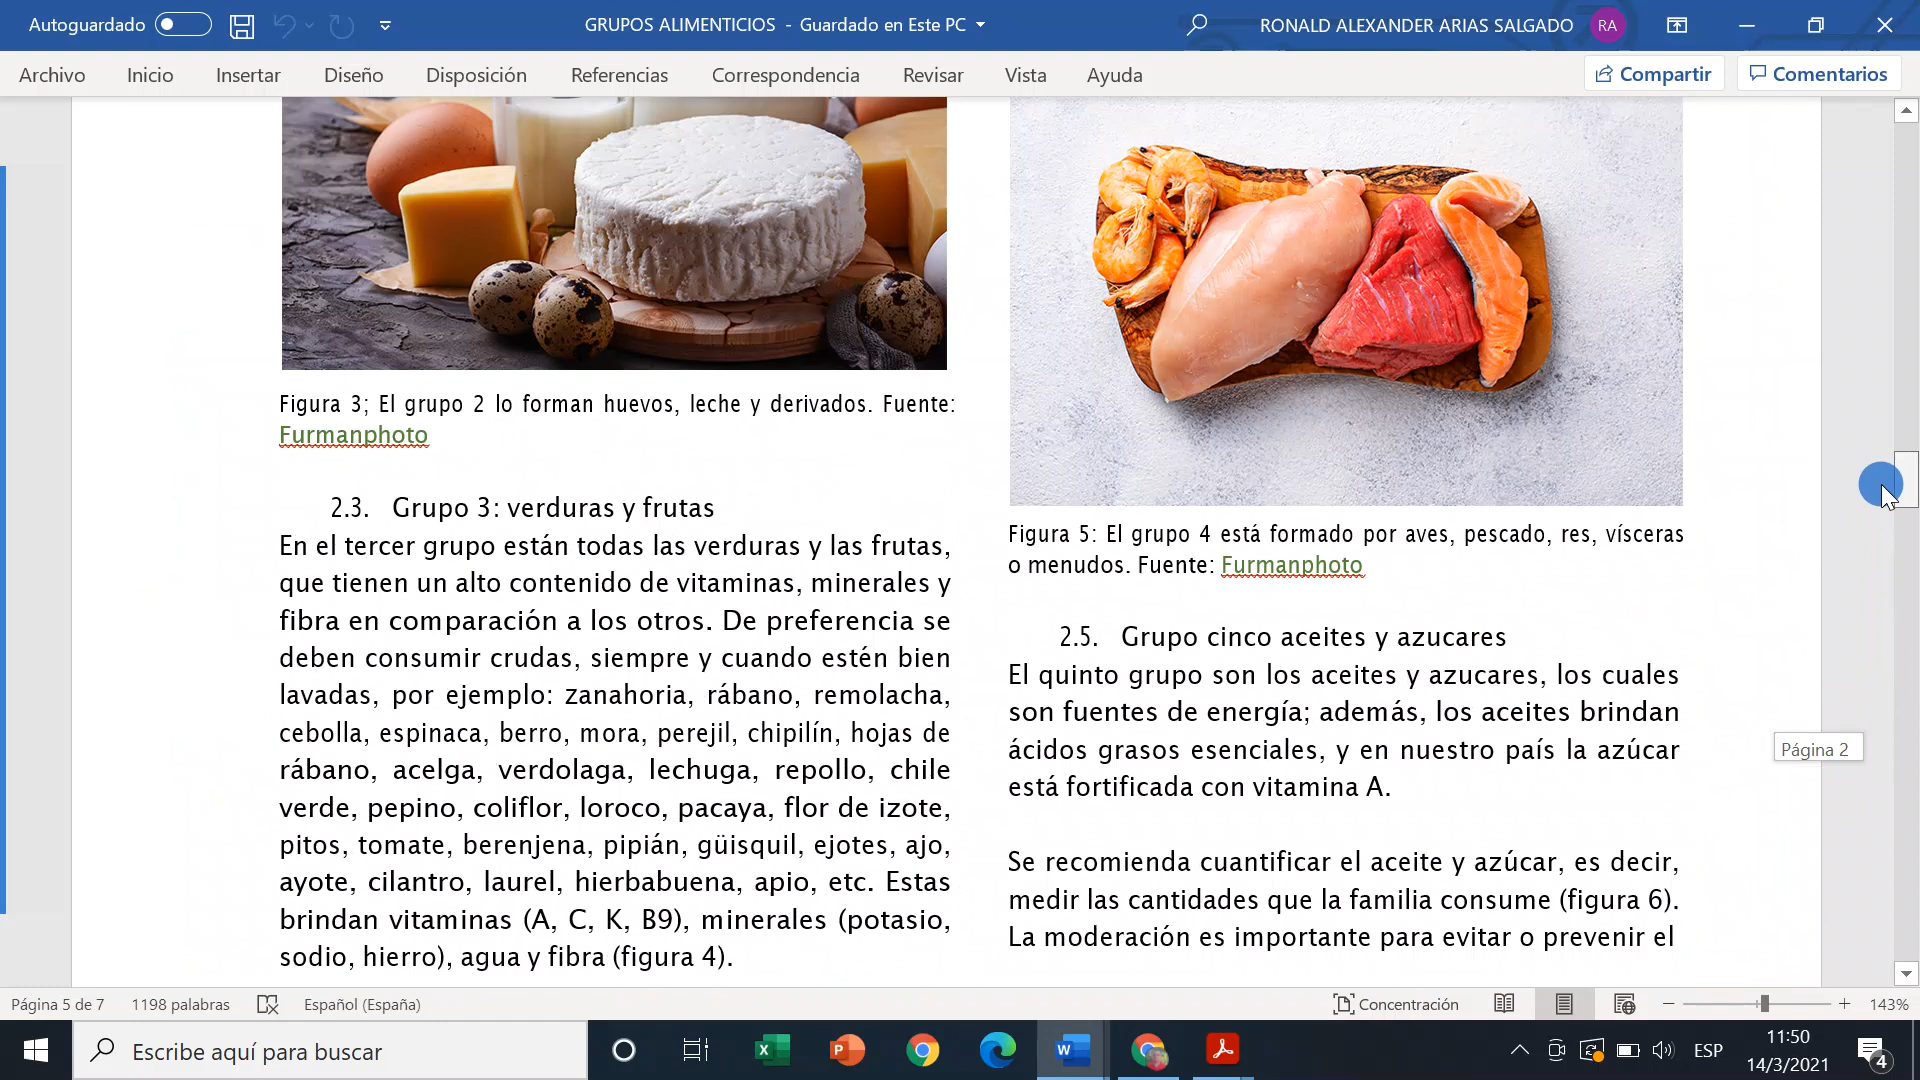 Autoguardado
GRUPOS ALIMENTICIOS - Guardado en Este PC
RONALD ALEXANDER ARIAS SALGADO
RA
Archivo
Inicio
Insertar
Diseño
Disposición
Referencias
Correspondencia
Revisar
Vista
Ayuda
Compartir
Comentarios
Figura 3; El grupo 2 lo forman huevos, leche y derivados. Fuente:
Furmanphoto
2.3. Grupo 3: verduras y frutas
En el tercer grupo están todas las verduras y las frutas,
que tienen un alto contenido de vitaminas, minerales y
fibra en comparación a los otros. De preferencia se
deben consumir crudas, siempre y cuando estén bien
lavadas, por ejemplo: zanahoria, rábano, remolacha,
cebolla, espinaca, berro, mora, perejil, chipilín, hojas de
rábano, acelga, verdolaga, lechuga, repollo, chile
verde, pepino, coliflor, loroco, pacaya, flor de izote,
pitos, tomate, berenjena, pipián, güisquil, ejotes, ajo,
ayote, cilantro, laurel, hierbabuena, apio, etc. Estas
brindan vitaminas (A, C, K, B9), minerales (potasio,
sodio, hierro), agua y fibra (figura 4).
Figura 5: El grupo 4 está formado por aves, pescado, res, vísceras
o menudos. Fuente: Furmanphoto
2.5. Grupo cinco aceites y azucares
El quinto grupo son los aceites y azucares, los cuales
son fuentes de energía; además, los aceites brindan
ácidos grasos esenciales, y en nuestro país la azúcar
está fortificada con vitamina A.
Se recomienda cuantificar el aceite y azúcar, es decir,
medir las cantidades que la familia consume (figura 6).
La moderación es importante para evitar o prevenir el
Página 2
Página 5 de 7
1198 palabras
Español (España)
Concentración
143%
Escribe aquí para buscar
ESP
11:50
14/3/2021
4